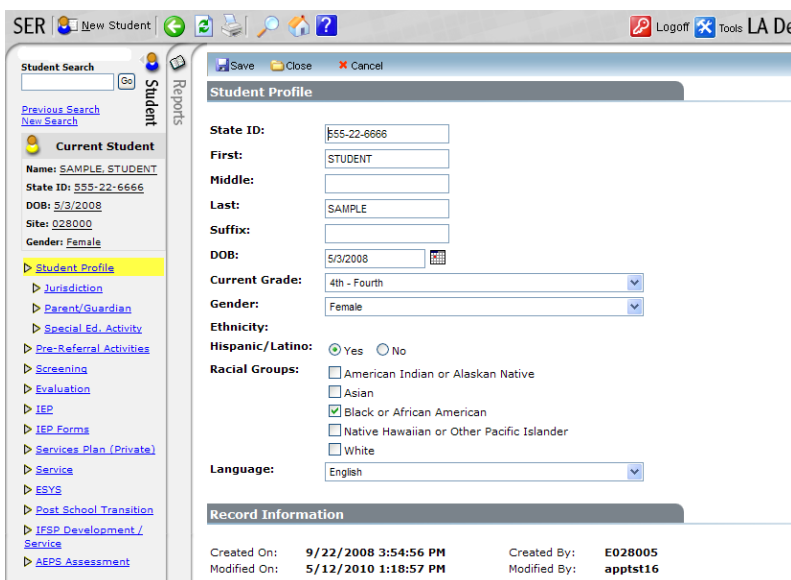 SER New Student Logoff Tools LA De
Student Search
Go
Previous Search
New Search
Student
Reports
Current Student
Name: SAMPLE, STUDENT
State ID: 555-22-6666
DOB: 5/3/2008
Site: 028000
Gender: Female
Student Profile
Jurisdiction
Parent/Guardian
Special Ed. Activity
Pre-Referral Activities
Screening
Evaluation
IEP
IEP Forms
Services Plan (Private)
Service
ESYS
Post School Transition
IFSP Development /
Service
AEPS Assessment
Save Close Cancel
Student Profile
State ID: 555-22-6666
First: STUDENT
Middle:
Last: SAMPLE
Suffix:
DOB: 5/3/2008
Current Grade: 4th - Fourth
Gender: Female
Ethnicity:
Hispanic/Latino: Yes No
Racial Groups: American Indian or Alaskan Native
Asian
Black or African American
Native Hawaiian or Other Pacific Islander
White
Language: English
Record Information
Created On: 9/22/2008 3:54:56 PM Created By: E028005
Modified On: 5/12/2010 1:18:57 PM Modified By: apptst16